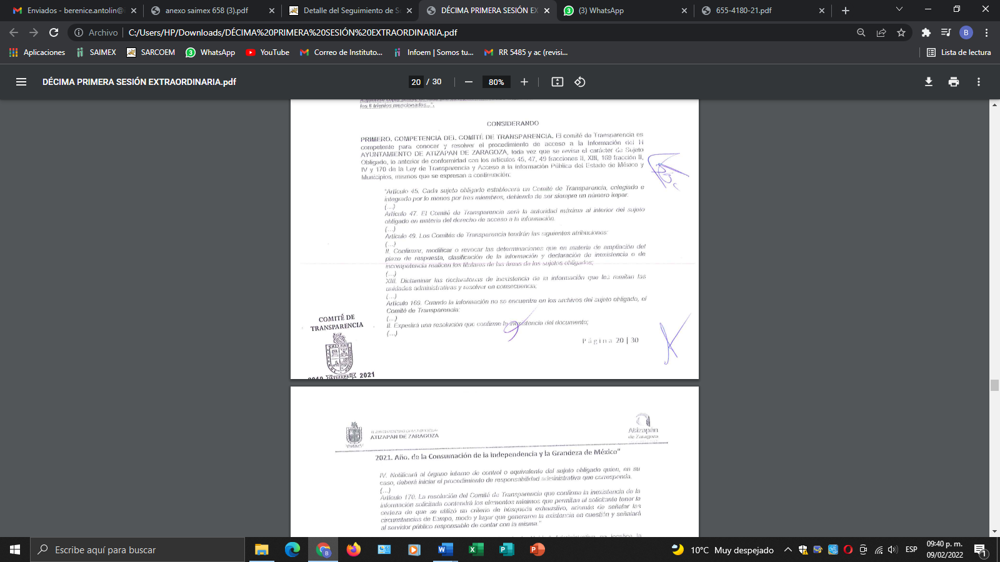 Enviados - berenice.antolin@
anexo saimex 658 (3).pdf
Detalle del Seguimiento de So
DÉCIMA PRIMERA SESIÓN EX
(3) WhatsApp
655-4180-21.pdf
Archivo
C:/Users/HP/Downloads/DÉCIMA%20PRIMERA%20SESIÓN%20EXTRAORDINARIA.pdf
B
Aplicaciones
SAIMEX
SARCOEM
WhatsApp
YouTube
Correo de Instituto...
Infoem | Somos tu...
RR 5485 y ac (revisi...
Lista de lectura
DÉCIMA PRIMERA SESIÓN EXTRAORDINARIA.pdf
20 / 30
80%
los 6 trienios mencionados...".
CONSIDERANDO
PRIMERO. COMPETENCIA DEL COMITÉ DE TRANSPARENCIA. El comité de Transparencia es
competente para conocer y resolver el procedimiento de acceso a la Información del H
AYUNTAMIENTO DE ATIZAPAN DE ZARAGOZA, toda vez que se revise el carácter de Sujeto
Obligado, lo anterior de conformidad con los artículos 45, 47, 49 fracciones II, XIII, 169 fracción II,
IV y 170 de la Ley de Transparencia y Acceso a la Información Pública del Estado de México y
Municipios, mismos que se expresan a continuación:
"Artículo 45. Cada sujeto obligado establecerá un Comité de Transparencia, colegiado e
integrado por lo menos por tres miembros, debiendo de ser siempre un número impar.
(...)
Artículo 47. El Comité de Transparencia será la autoridad máxima al interior del sujeto
obligado en materia del derecho de acceso a la información.
(...)
Artículo 49. Los Comités de Transparencia tendrán las siguientes atribuciones:
(...)
II. Confirmar, modificar o revocar las determinaciones que en materia de ampliación del
plazo de respuesta, clasificación de la información y declaración de inexistencia o de
incompetencia realicen los titulares de las áreas de los sujetos obligados;
(...)
XIII. Dictaminar las declaratorias de inexistencia de la información que les remitan las
unidades administrativas y resolver en consecuencia;
(...)
Artículo 169. Cuando la información no se encuentre en los archivos del sujeto obligado, el
Comité de Transparencia:
(...)
II. Expedirá una resolución que confirme la inexistencia del documento;
(...)
Página 20 | 30
COMITÉ DE
TRANSPARENCIA
ATIZAPAN
2021
ATIZAPAN DE ZARAGOZA
Atizapán
de Zaragoza
2021. Año. de la Consumación de la Independencia y la Grandeza de México"
IV. Notificará al órgano interno de control o equivalente del sujeto obligado quien, en su
caso, deberá iniciar el procedimiento de responsabilidad administrativa que corresponda.
(...)
Artículo 170. La resolución del Comité de Transparencia que confirma la inexistencia de la
información solicitada contendrá los elementos mínimos que permitan al solicitante tener la
certeza de que se utilizó un criterio de búsqueda exhaustivo, además de señalar las
circunstancias de tiempo, modo y lugar que generaron la existencia en cuestión y señalará
al servidor público responsable de contar con la misma."
Escribe aquí para buscar
10°C Muy despejado
ESP
09:40 p. m.
09/02/2022
1